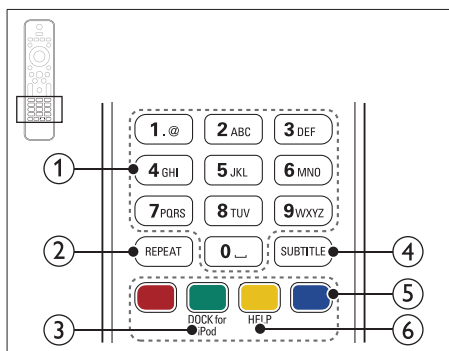 1.@ 2 ABC 3 DEF
1 4 GHI 5 JKL 6 MNO
7 PQRS 8 TUV 9 WXYZ
2 REPEAT 0 SUBTITLE 4
5
3 DOCK for iPod HELP 6